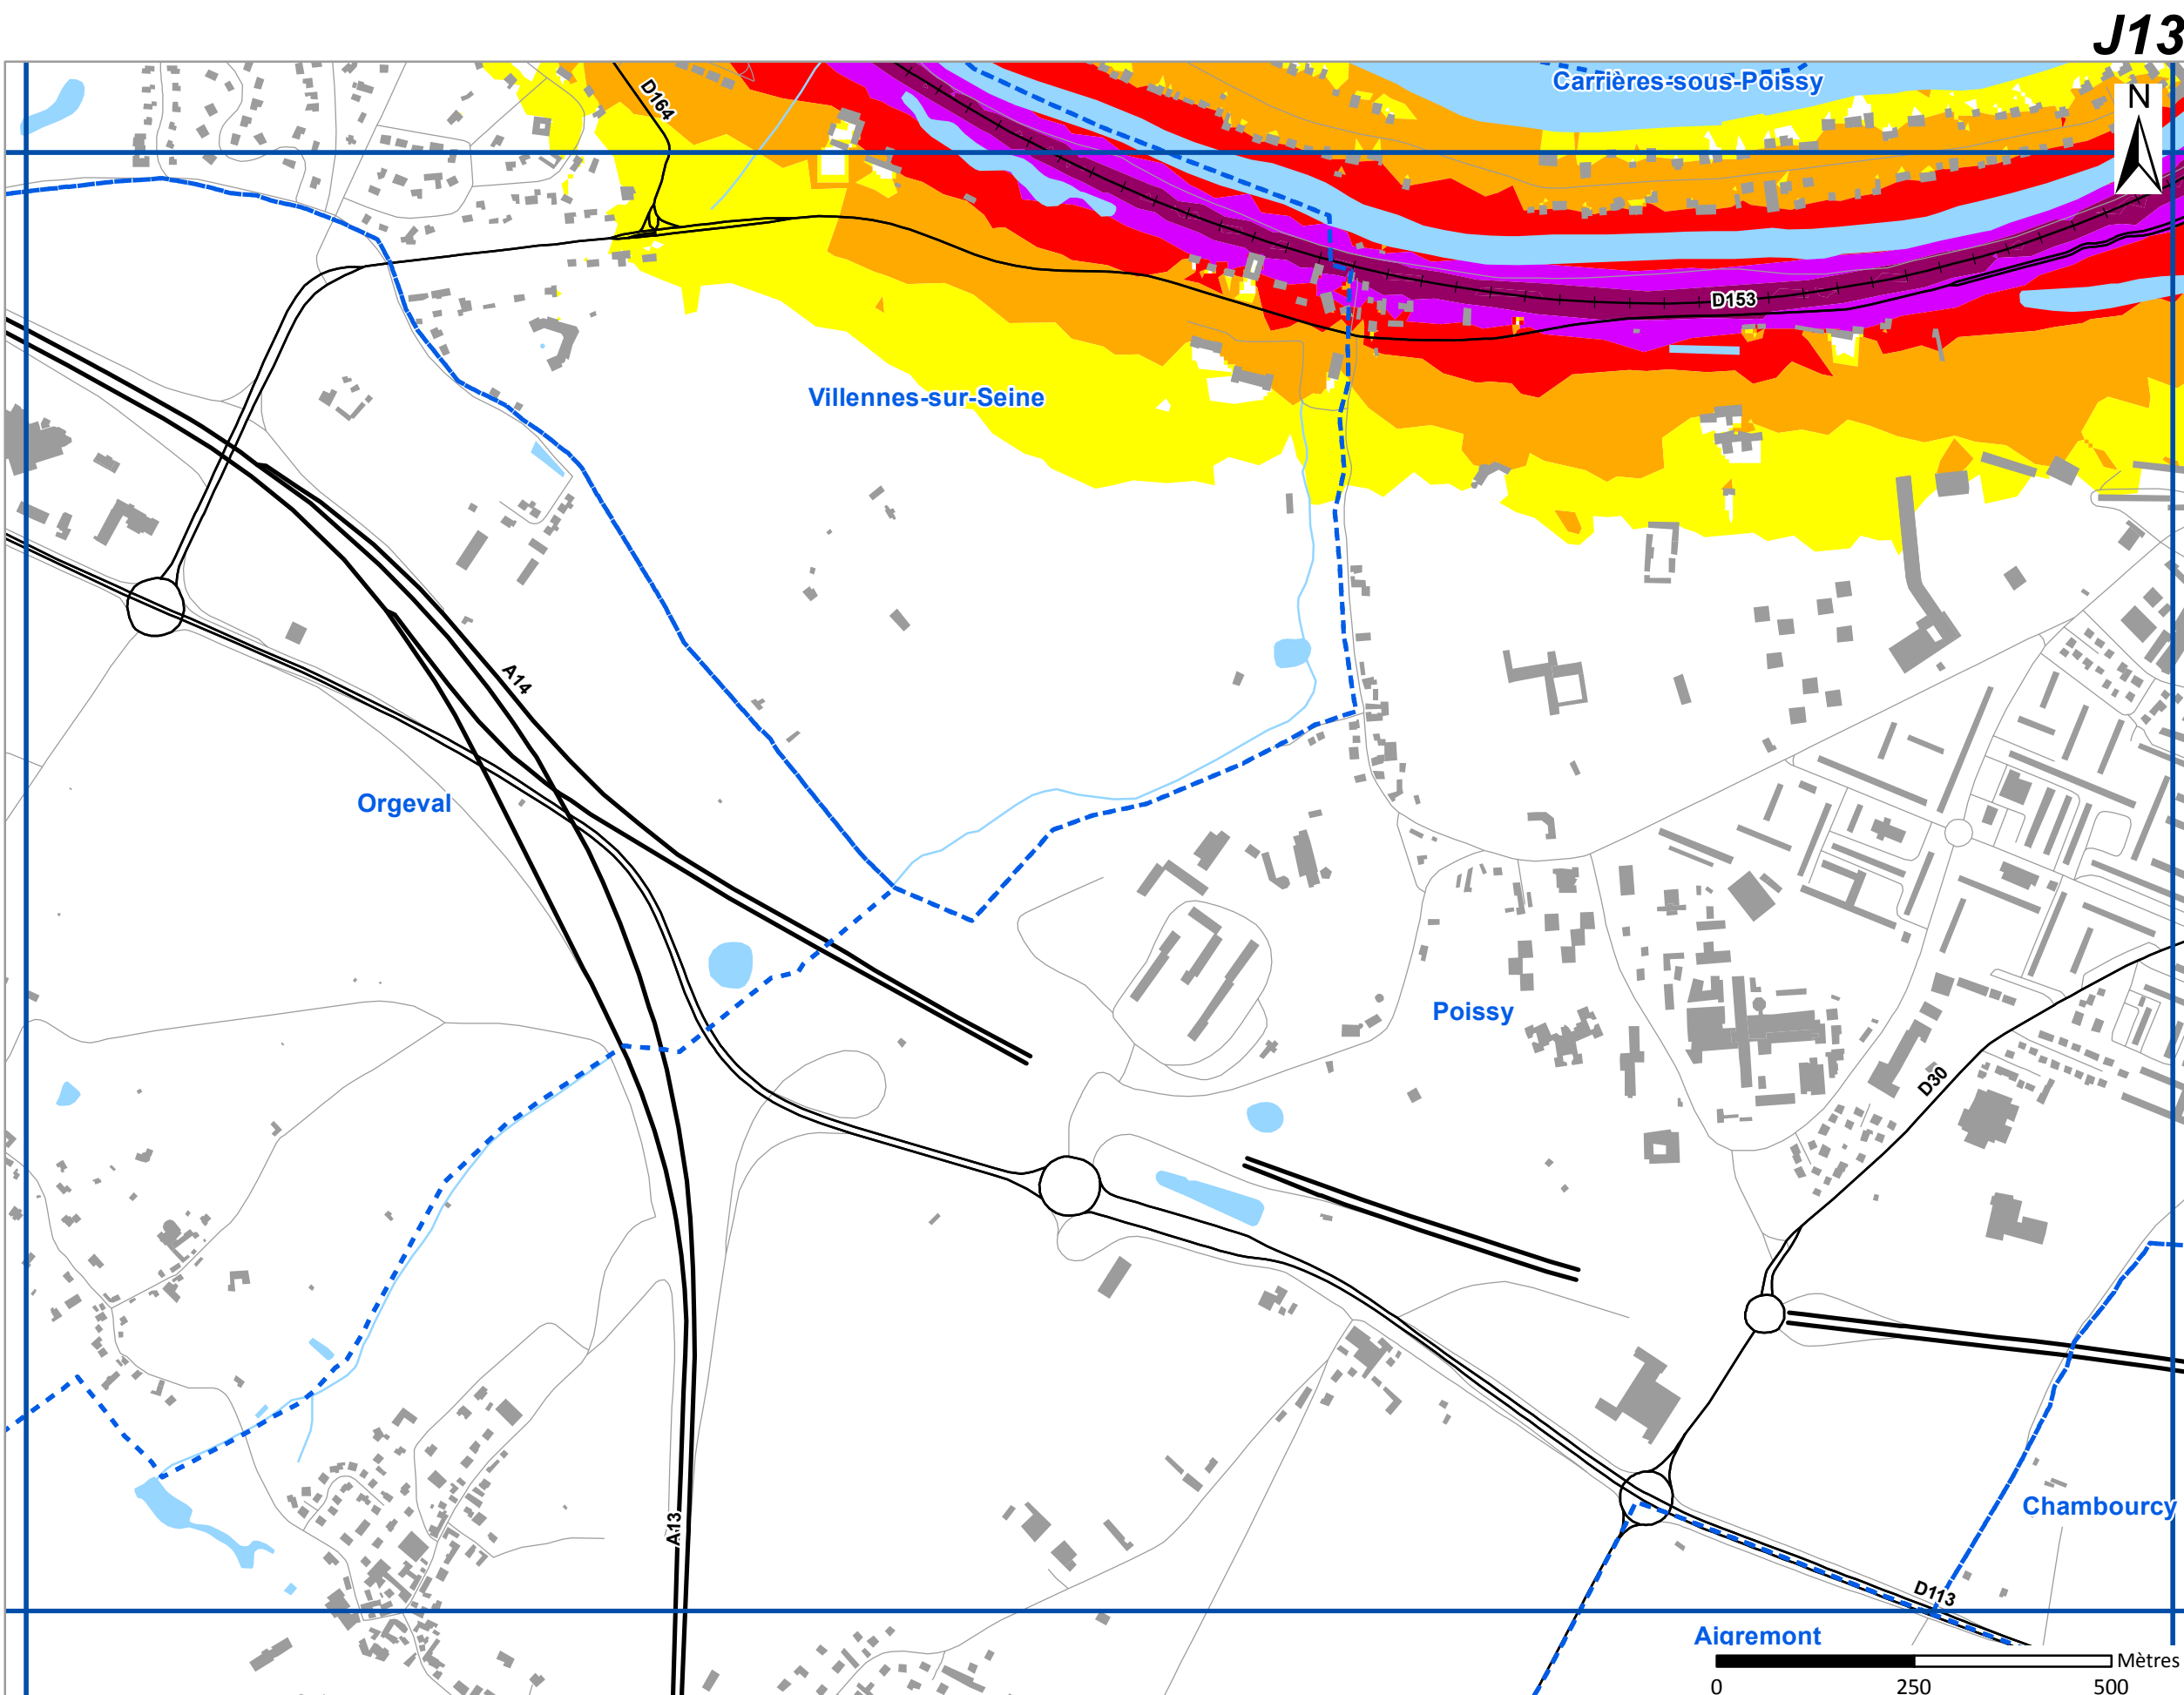 J13
Carrières-sous-Poissy
N
D164
D153
Villennes-sur-Seine
A14
Orgeval
Poissy
D30
Chambourcy
A13
D113
Aigremont
Mètres
0 250 500